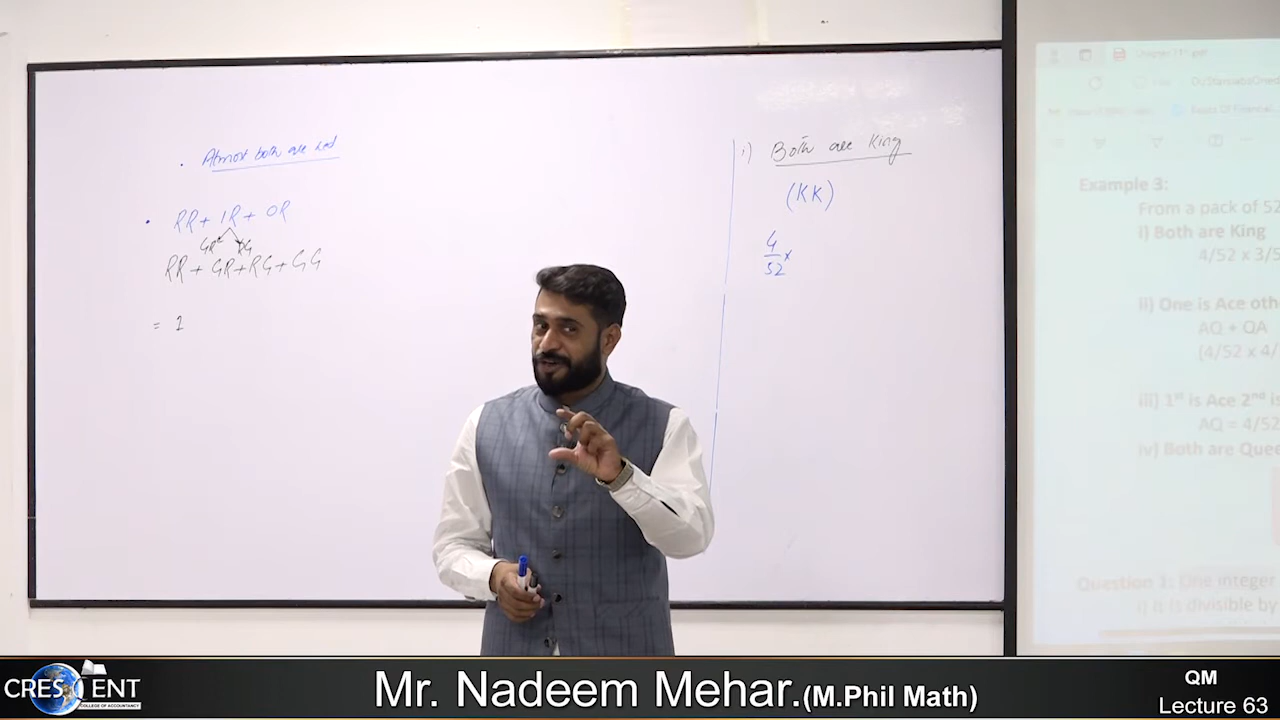 . Atmost both are red
. RR + 1R + 0R
GR RG
RR + GR + RG + GG
= 1
i) Both are King
(KK)
4/52 ×
Example 3:
From a pack of 52
i) Both are King
4/52 x 3/5
ii) One is Ace oth
AQ + QA
(4/52 x 4/
iii) 1st is Ace 2nd is
AQ = 4/52
iv) Both are Quee
Question 1: One integer
i) It is divisible by
CRESCENT
COLLEGE OF ACCOUNTANCY
Mr. Nadeem Mehar.(M.Phil Math)
QM
Lecture 63